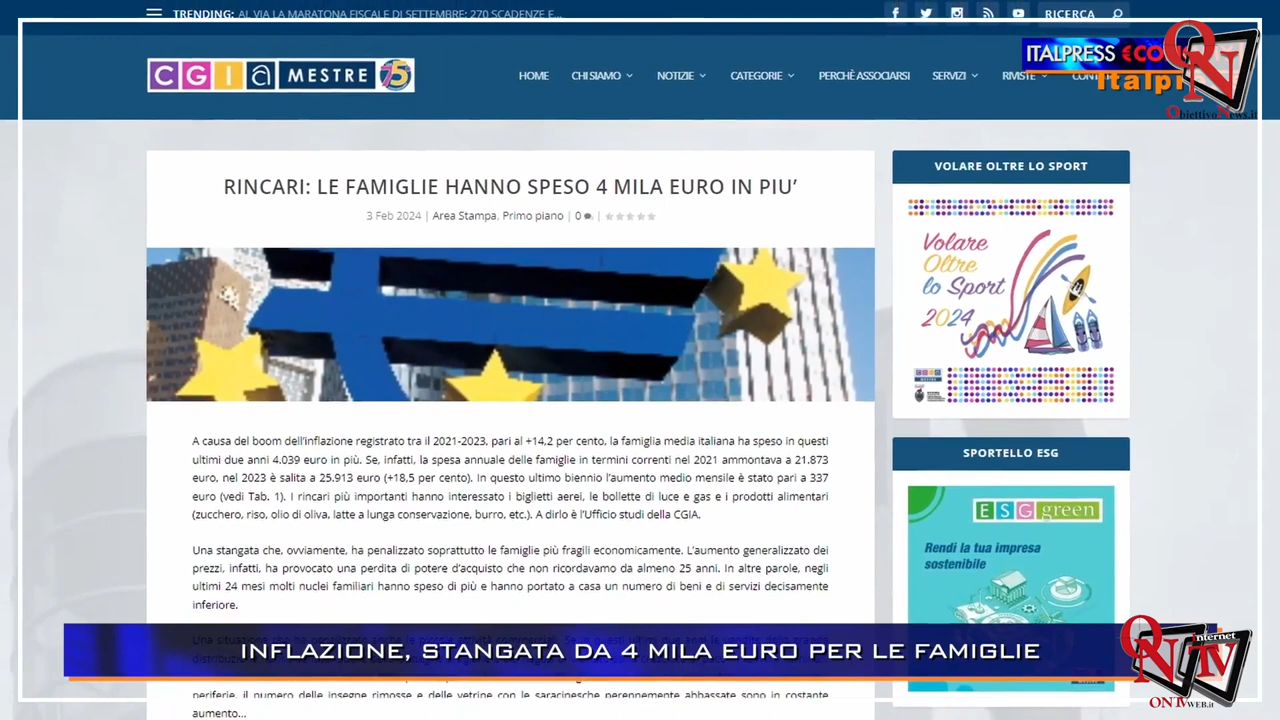 TRENDING: AL VIA LA MARATONA FISCALE DI SETTEMBRE: 270 SCADENZE E...
RICERCA
CGIA MESTRE 75
HOME CHI SIAMO NOTIZIE CATEGORIE PERCHÈ ASSOCIARSI SERVIZI RIVISTE
ITALPRESS €CO
Italp
QN
ObiettivoNews.it
RINCARI: LE FAMIGLIE HANNO SPESO 4 MILA EURO IN PIU'
3 Feb 2024 | Area Stampa, Primo piano | 0
A causa del boom dell'inflazione registrato tra il 2021-2023, pari al +14,2 per cento, la famiglia media italiana ha speso in questi
ultimi due anni 4.039 euro in più. Se, infatti, la spesa annuale delle famiglie in termini correnti nel 2021 ammontava a 21.873
euro, nel 2023 è salita a 25.913 euro (+18,5 per cento). In questo ultimo biennio l'aumento medio mensile è stato pari a 337
euro (vedi Tab. 1). I rincari più importanti hanno interessato i biglietti aerei, le bollette di luce e gas e i prodotti alimentari
(zucchero, riso, olio di oliva, latte a lunga conservazione, burro, etc.). A dirlo è l'Ufficio studi della CGIA.
Una stangata che, ovviamente, ha penalizzato soprattutto le famiglie più fragili economicamente. L'aumento generalizzato dei
prezzi, infatti, ha provocato una perdita di potere d'acquisto che non ricordavamo da almeno 25 anni. In altre parole, negli
ultimi 24 mesi molti nuclei familiari hanno speso di più e hanno portato a casa un numero di beni e di servizi decisamente
inferiore.
periferie, il numero delle insegne rimosse e delle vetrine con le saracinesche perennemente abbassate sono in costante
aumento...
VOLARE OLTRE LO SPORT
Volare
Oltre
lo Sport
2024
SPORTELLO ESG
ESG green
Rendi la tua impresa
sostenibile
INFLAZIONE, STANGATA DA 4 MILA EURO PER LE FAMIGLIE
QN Internet TV
ONTVWEB.it